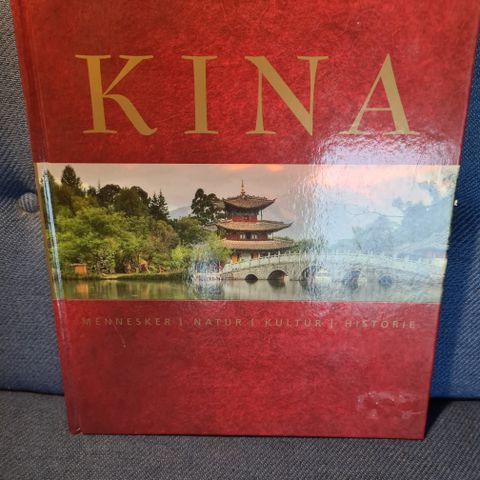 KINA
MENNESKER | NATUR | KULTUR | HISTORIE